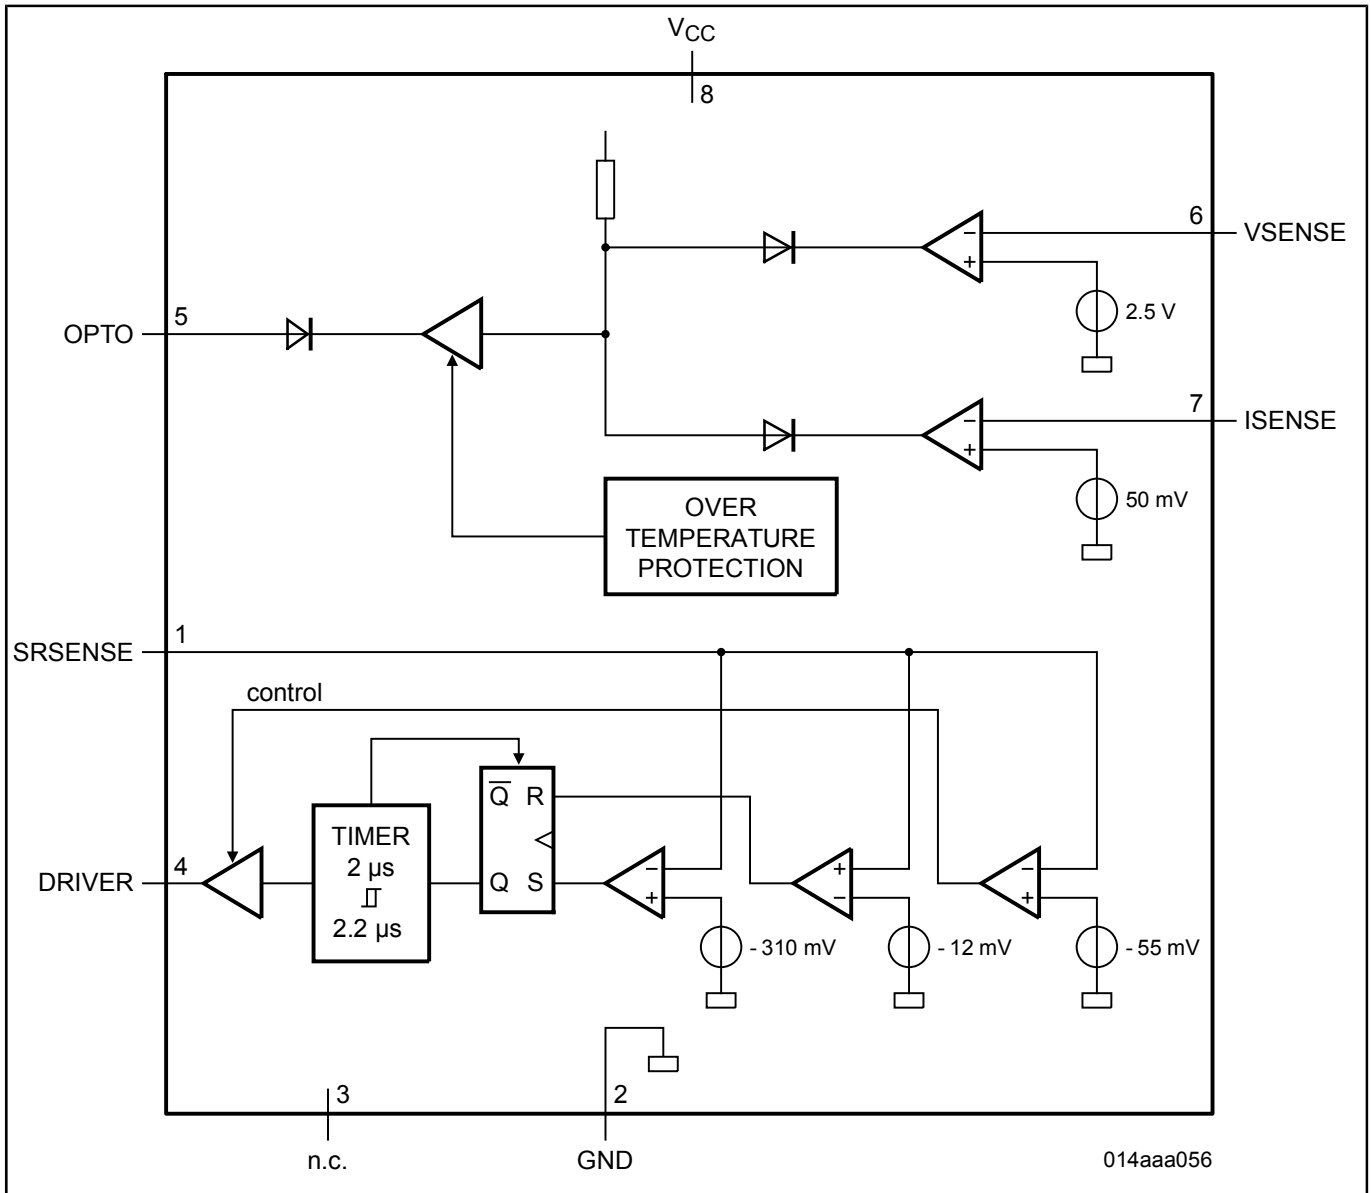 VCC
8
6
VSENSE
−
+
2.5 V
5
OPTO
7
ISENSE
−
+
50 mV
OVER
TEMPERATURE
PROTECTION
1
SRSENSE
control
Q̅ R
TIMER
2 µs
2.2 µs
Q S
4
DRIVER
−
+
- 310 mV
+
−
- 12 mV
−
+
- 55 mV
3
n.c.
2
GND
014aaa056